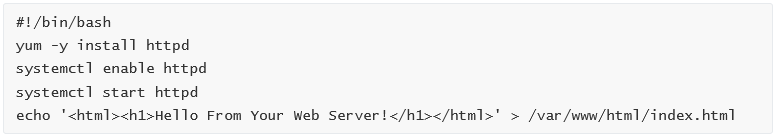 #!/bin/bash
yum -y install httpd
systemctl enable httpd
systemctl start httpd
echo '<html><h1>Hello From Your Web Server!</h1></html>' > /var/www/html/index.html